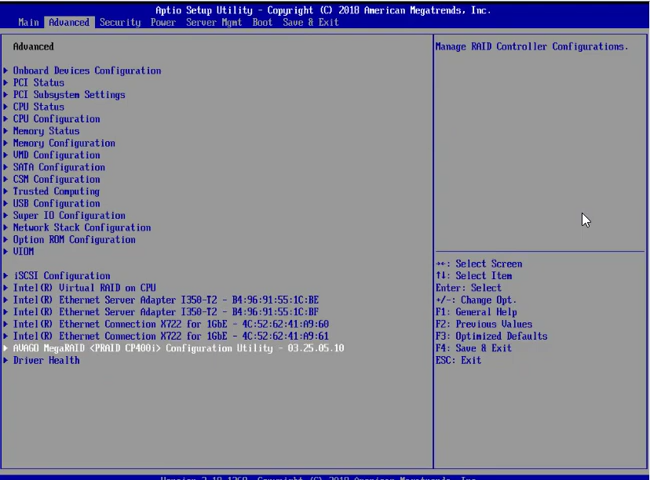 Aptio Setup Utility - Copyright (C) 2018 American Megatrends, Inc.
Main Advanced Security Power Server Mgmt Boot Save & Exit
Advanced
Manage RAID Controller Configurations.
Onboard Devices Configuration
PCI Status
PCI Subsystem Settings
CPU Status
CPU Configuration
Memory Status
Memory Configuration
VMD Configuration
SATA Configuration
CSM Configuration
Trusted Computing
USB Configuration
Super IO Configuration
Network Stack Configuration
Option ROM Configuration
VIOM
iSCSI Configuration
Intel(R) Virtual RAID on CPU
Intel(R) Ethernet Server Adapter I350-T2 - B4:96:91:55:1C:BE
Intel(R) Ethernet Server Adapter I350-T2 - B4:96:91:55:1C:BF
Intel(R) Ethernet Connection X722 for 1GbE - 4C:52:62:41:A9:60
Intel(R) Ethernet Connection X722 for 1GbE - 4C:52:62:41:A9:61
AVAGO MegaRAID <PRAID CP400i> Configuration Utility - 03.25.05.10
Driver Health
→←: Select Screen
↑↓: Select Item
Enter: Select
+/-: Change Opt.
F1: General Help
F2: Previous Values
F3: Optimized Defaults
F4: Save & Exit
ESC: Exit
Copyright (C) 2018 American Megatrends, Inc.